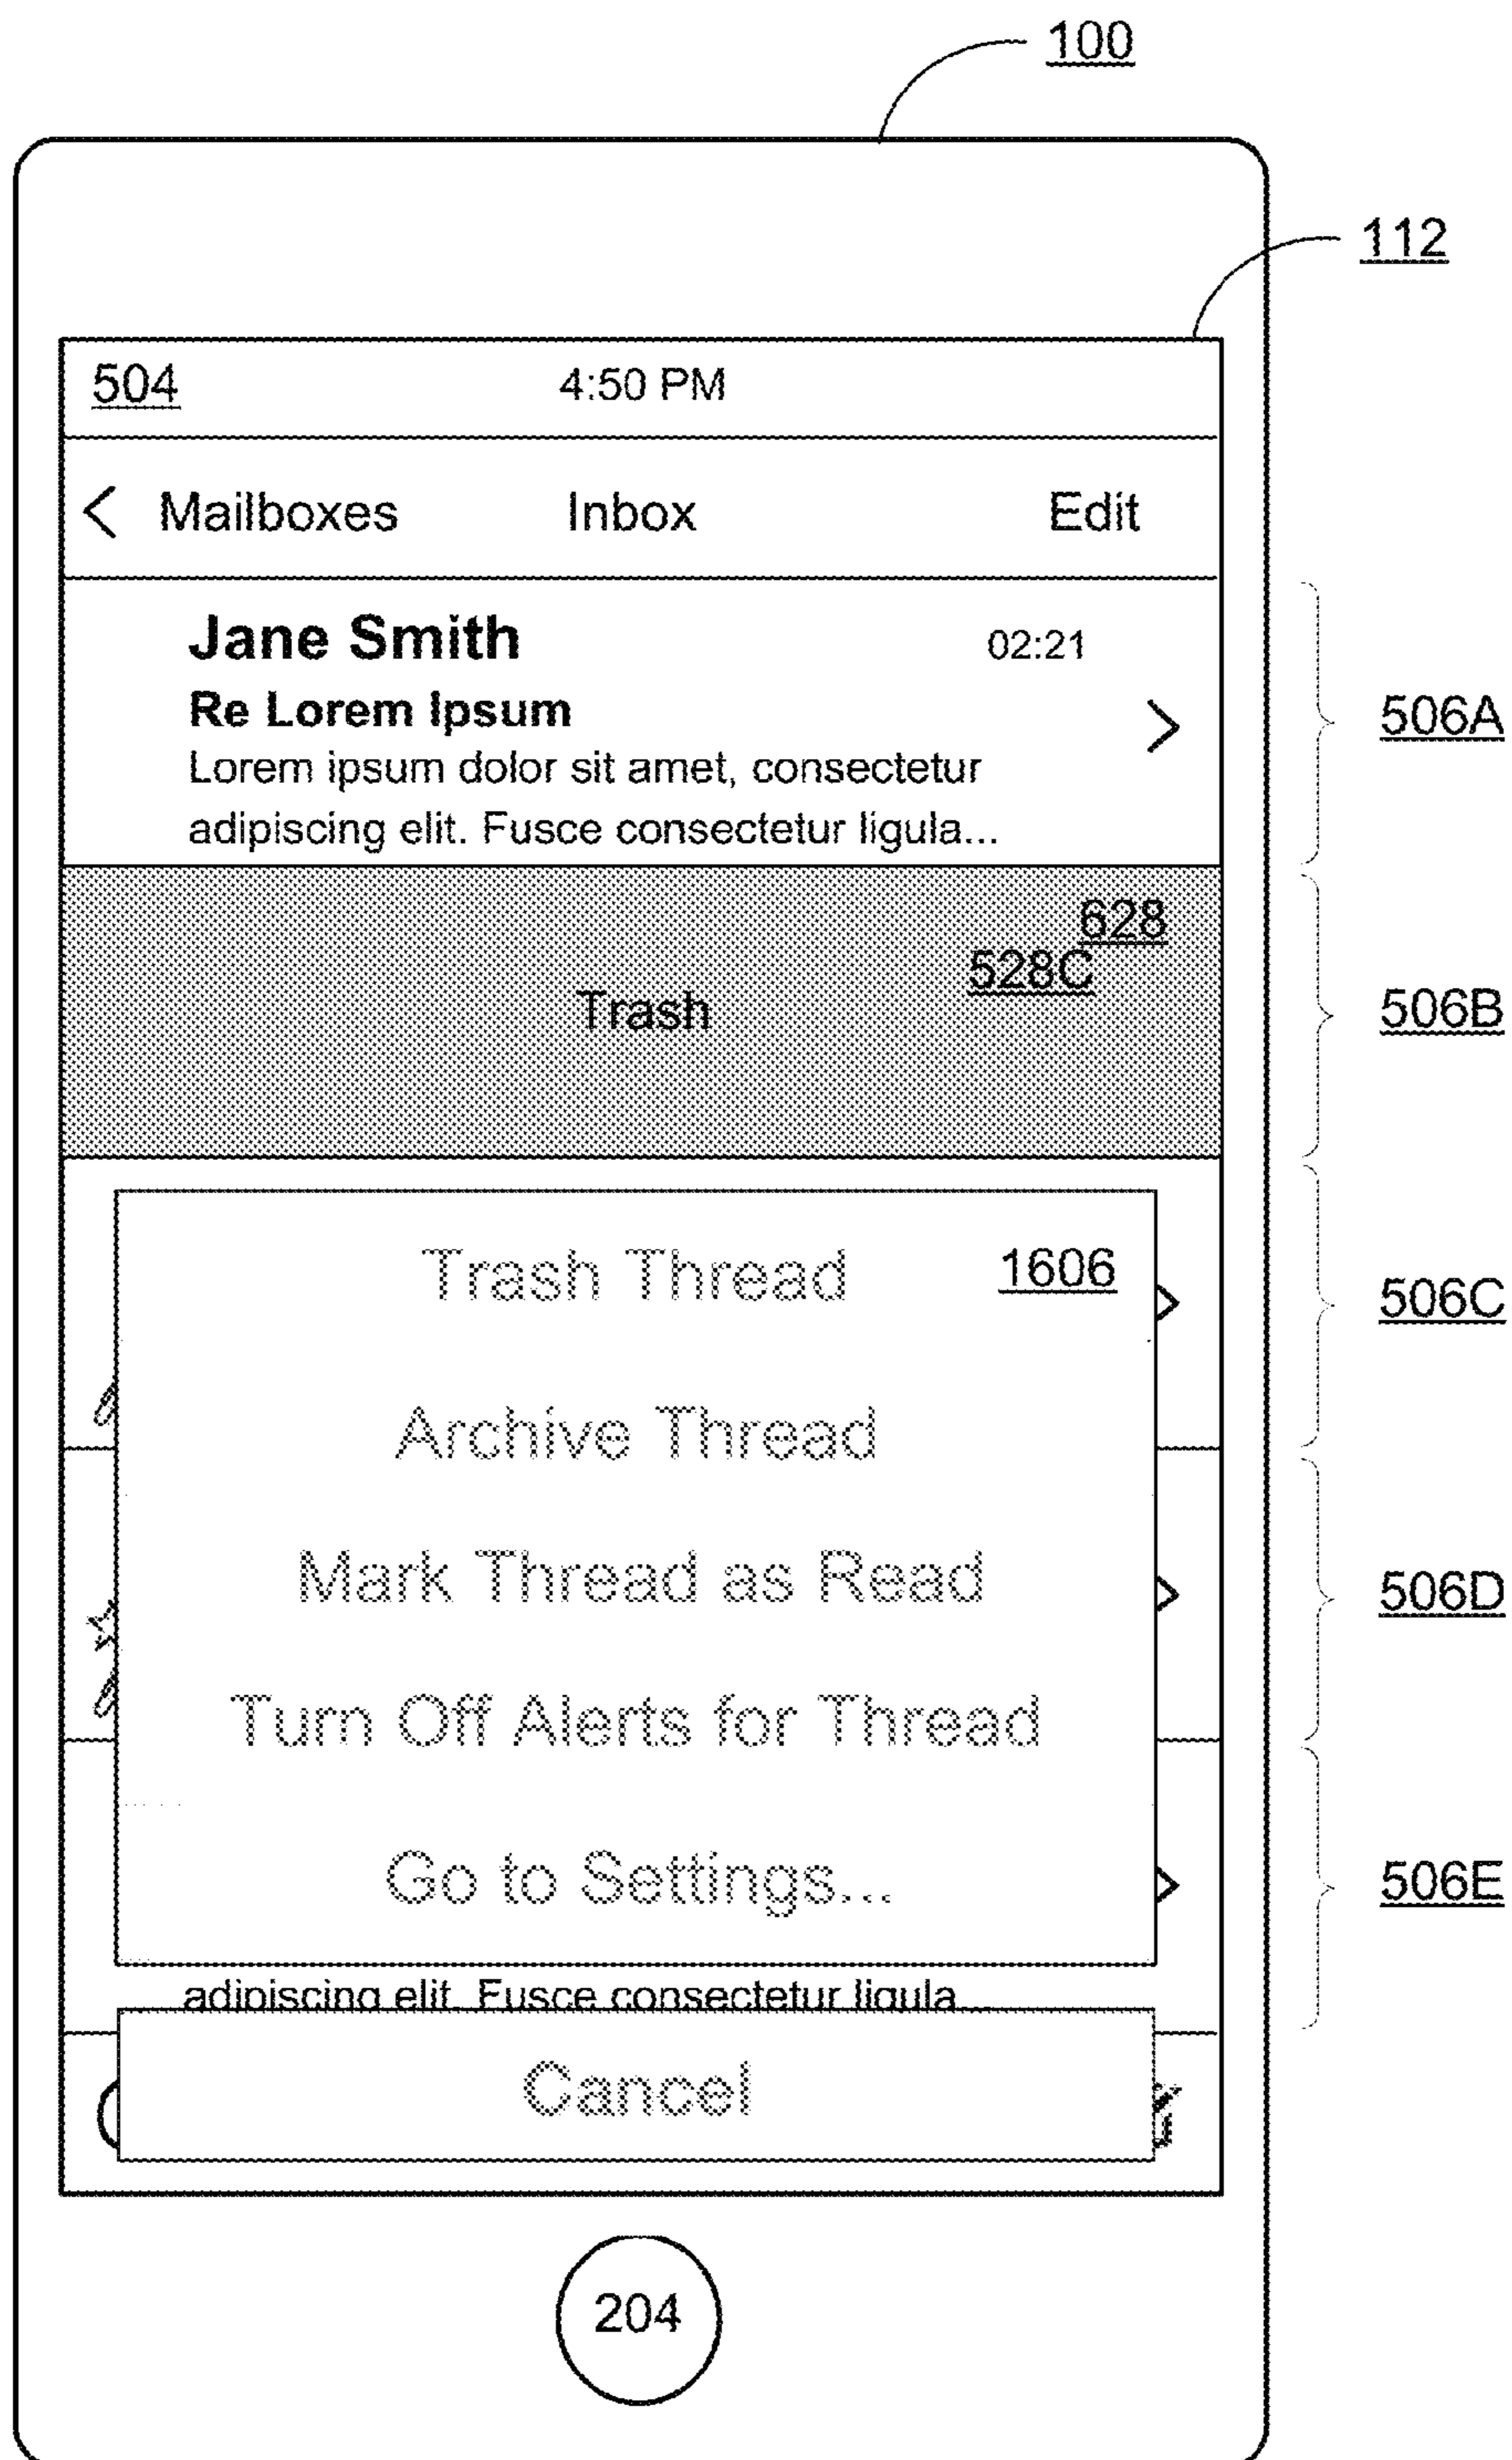 100
112
504 4:50 PM
< Mailboxes Inbox Edit
Jane Smith 02:21
Re Lorem Ipsum
Lorem ipsum dolor sit amet, consectetur
adipiscing elit. Fusce consectetur ligula...
506A
628
528C
Trash
506B
Trash Thread 1606
506C
Archive Thread
Mark Thread as Read
506D
Turn Off Alerts for Thread
Go to Settings...
506E
adipiscing elit. Fusce consectetur ligula...
Cancel
204